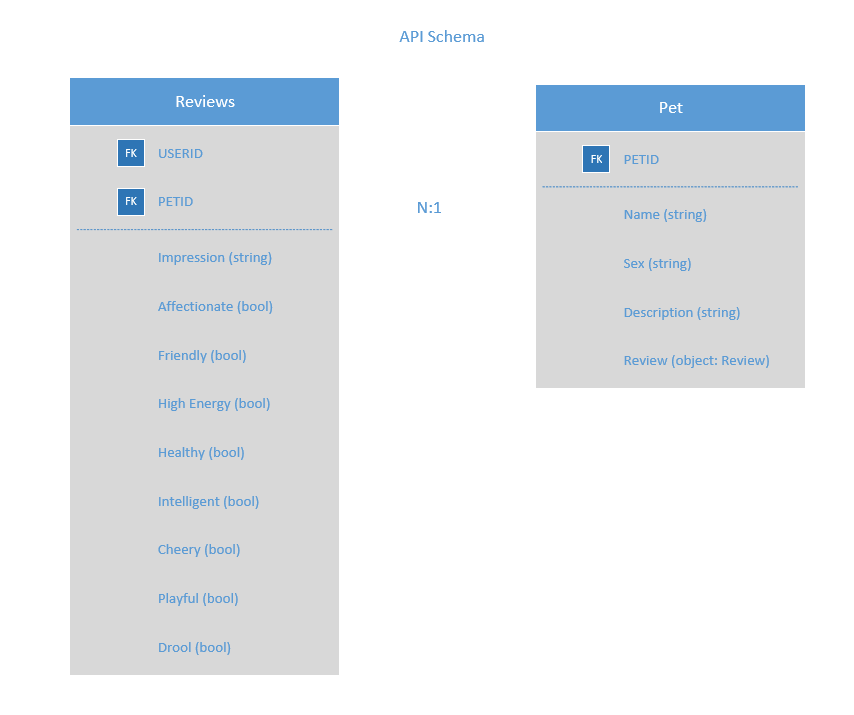 API Schema
Reviews
FK USERID
FK PETID
Impression (string)
Affectionate (bool)
Friendly (bool)
High Energy (bool)
Healthy (bool)
Intelligent (bool)
Cheery (bool)
Playful (bool)
Drool (bool)
N:1
Pet
FK PETID
Name (string)
Sex (string)
Description (string)
Review (object: Review)